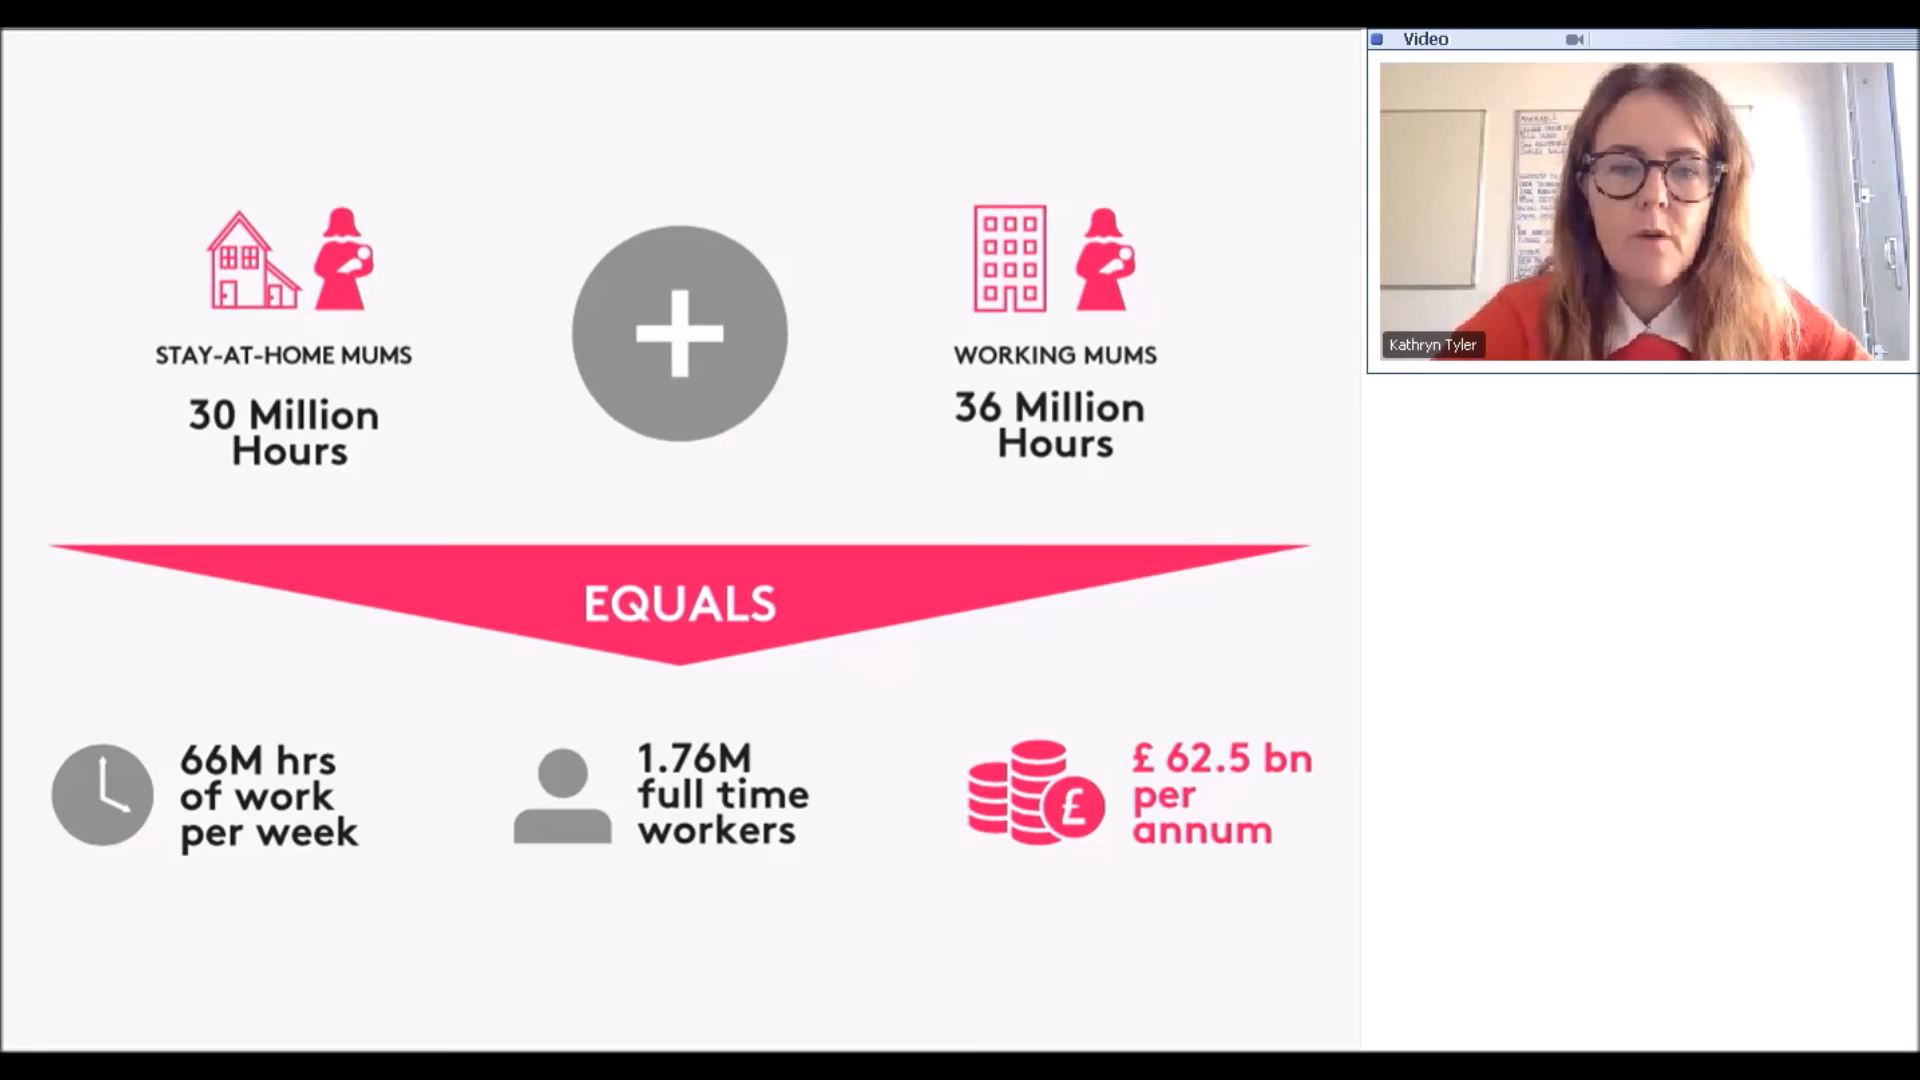 STAY-AT-HOME MUMS
30 Million
Hours
WORKING MUMS
36 Million
Hours
EQUALS
66M hrs
of work
per week
1.76M
full time
workers
£ 62.5 bn
per
annum
£
Video
Kathryn Tyler